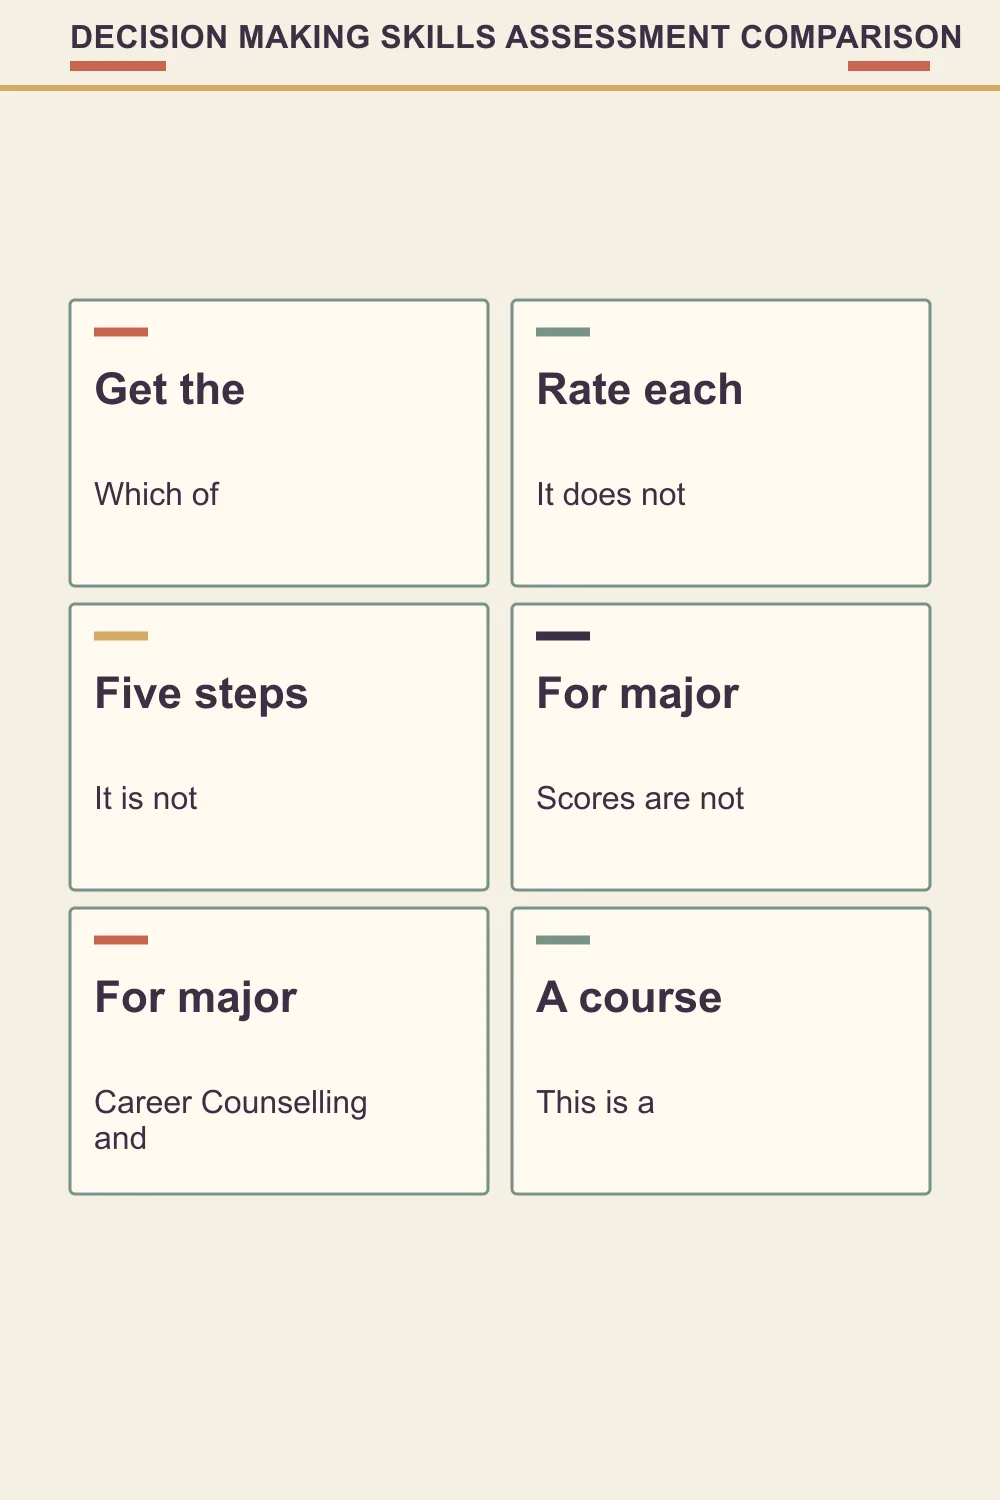 DECISION MAKING SKILLS ASSESSMENT COMPARISON
Get the
Which of
Rate each
It does not
Five steps
It is not
For major
Scores are not
For major
Career Counselling
and
A course
This is a